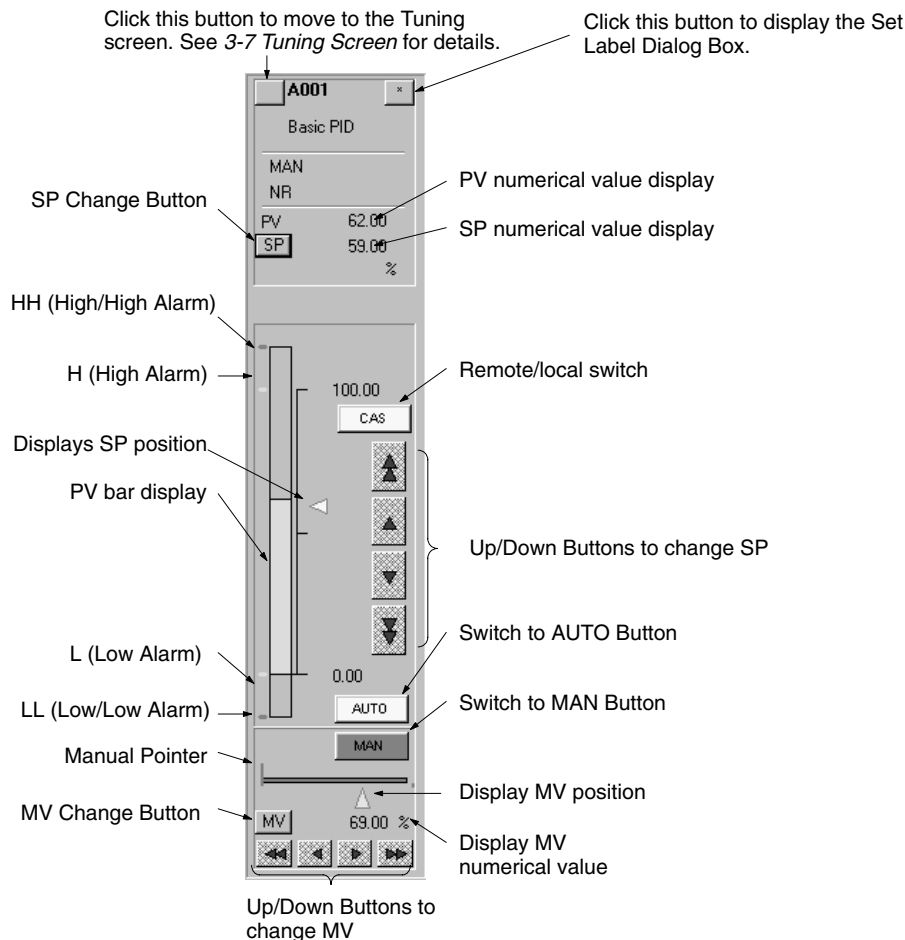 Click this button to move to the Tuning
screen. See 3-7 Tuning Screen for details.
Click this button to display the Set
Label Dialog Box.
A001
×
Basic PID
MAN
NR
PV numerical value display
SP Change Button
PV 62.00
SP 59.00
SP numerical value display
%
HH (High/High Alarm)
H (High Alarm)
100.00
Remote/local switch
CAS
Displays SP position
PV bar display
Up/Down Buttons to change SP
Switch to AUTO Button
L (Low Alarm)
0.00
LL (Low/Low Alarm)
AUTO
Switch to MAN Button
MAN
Manual Pointer
Display MV position
MV Change Button
MV 69.00 %
Display MV
numerical value
Up/Down Buttons to
change MV